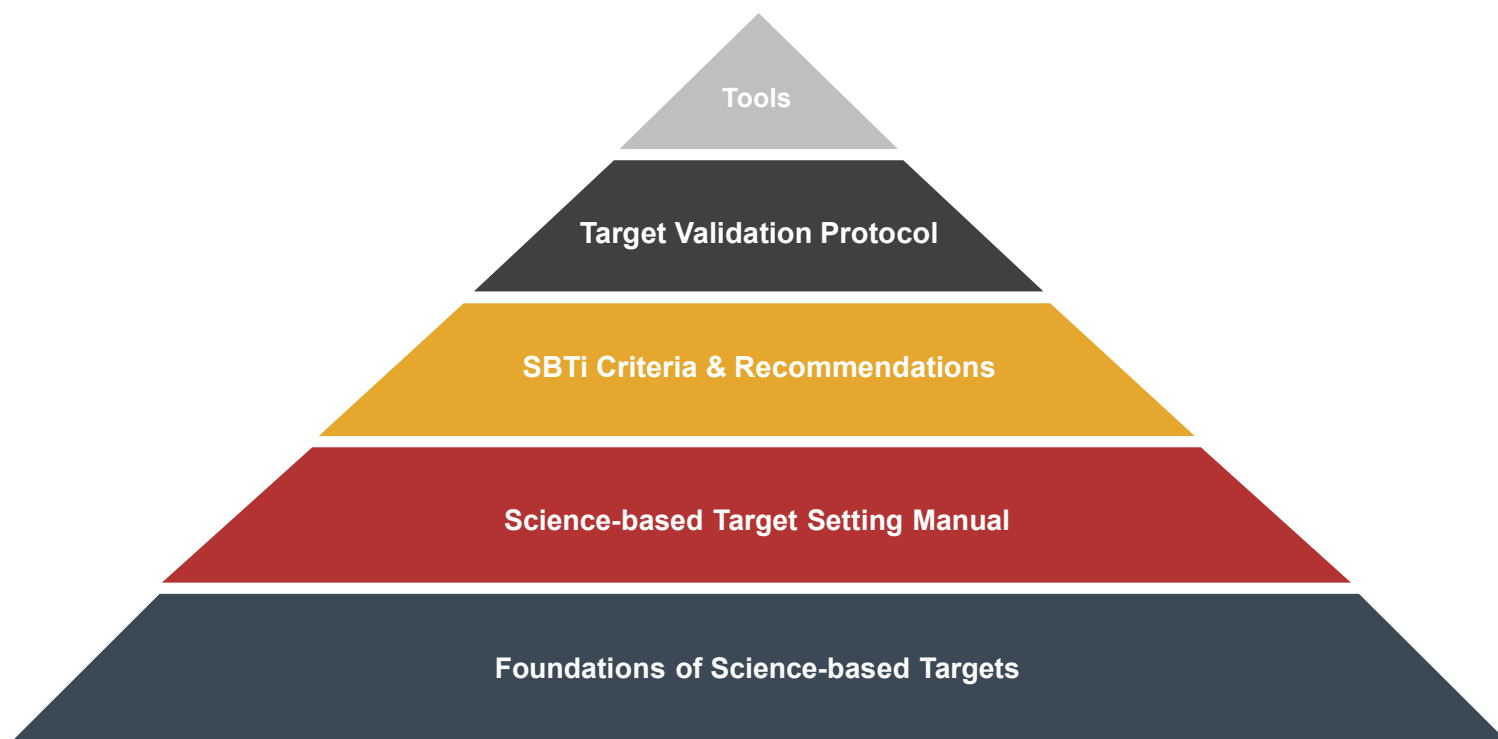 Tools
Target Validation Protocol
SBTi Criteria & Recommendations
Science-based Target Setting Manual
Foundations of Science-based Targets